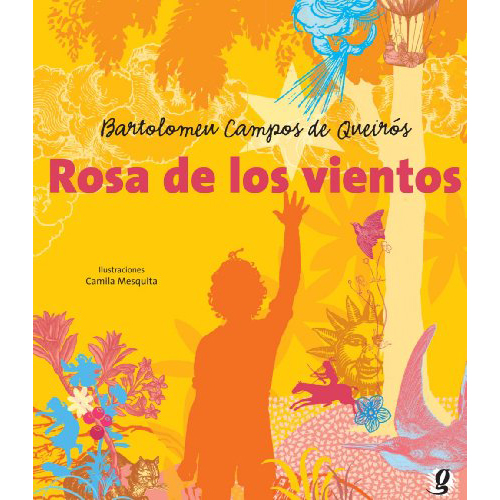 Bartolomeu Campos de Queirós
Rosa de los vientos
Ilustraciones
Camila Mesquita
g